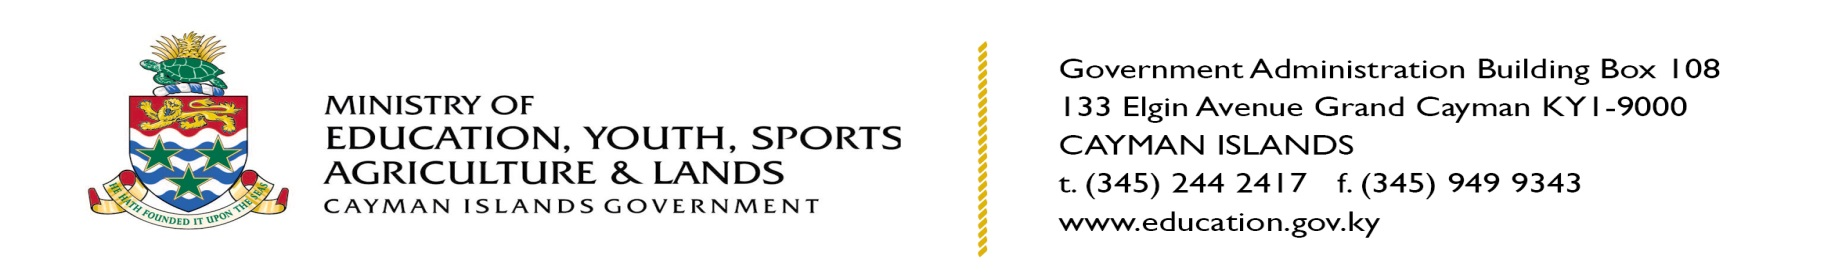 HE HATH FOUNDED IT UPON THE SEAS
MINISTRY OF
EDUCATION, YOUTH, SPORTS
AGRICULTURE & LANDS
CAYMAN ISLANDS GOVERNMENT
Government Administration Building Box 108
133 Elgin Avenue Grand Cayman KY1-9000
CAYMAN ISLANDS
t. (345) 244 2417 f. (345) 949 9343
www.education.gov.ky